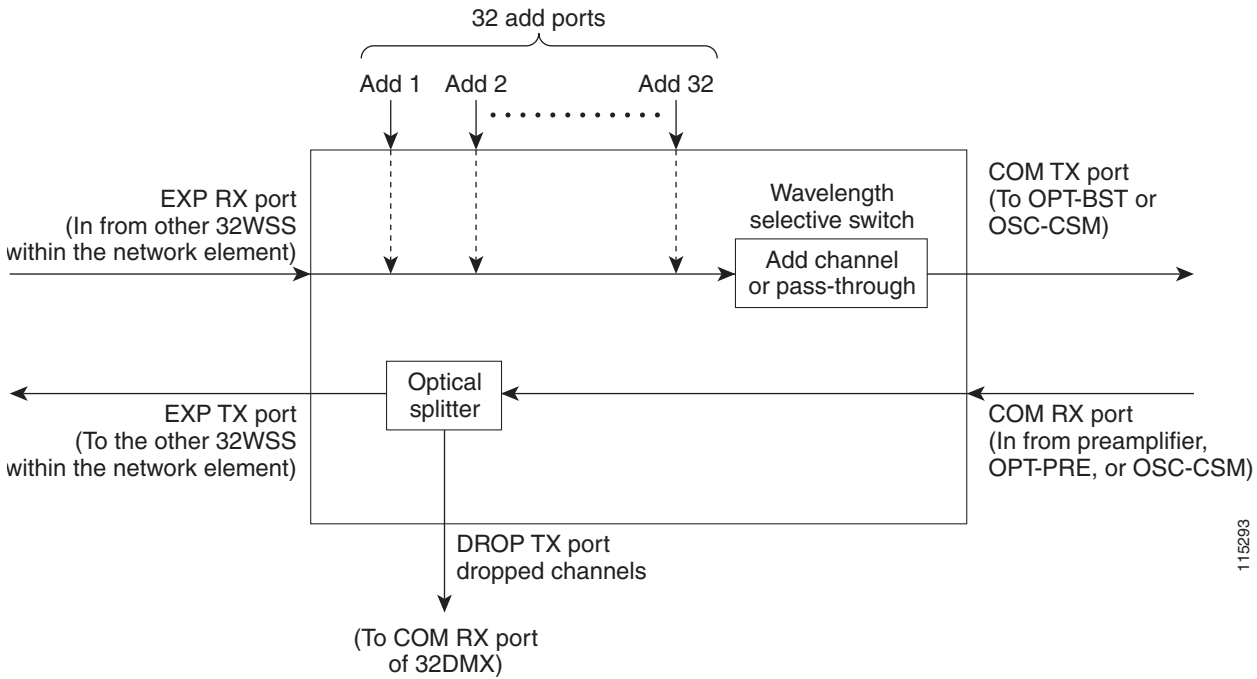 32 add ports
Add 1
Add 2
Add 32
EXP RX port
(In from other 32WSS
within the network element)
Wavelength
selective switch
Add channel
or pass-through
COM TX port
(To OPT-BST or
OSC-CSM)
Optical
splitter
EXP TX port
(To the other 32WSS
within the network element)
COM RX port
(In from preamplifier,
OPT-PRE, or OSC-CSM)
DROP TX port
dropped channels
(To COM RX port
of 32DMX)
115293